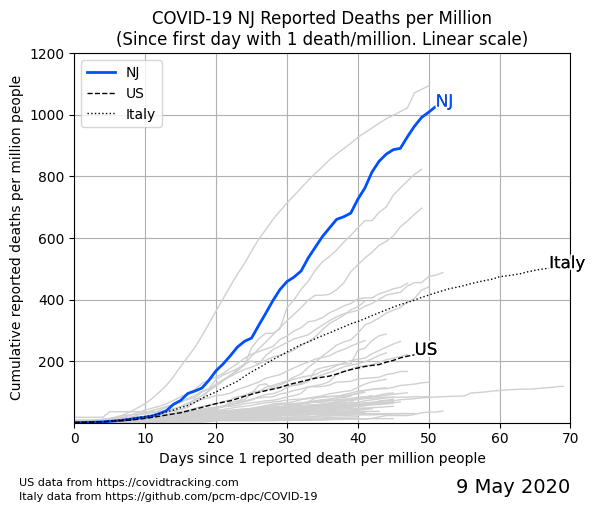 COVID-19 NJ Reported Deaths per Million
(Since first day with 1 death/million. Linear scale)
Cumulative reported deaths per million people
1200
1000
800
600
400
200
NJ
US
Italy
NJ
Italy
US
0 10 20 30 40 50 60 70
Days since 1 reported death per million people
US data from https://covidtracking.com
Italy data from https://github.com/pcm-dpc/COVID-19
9 May 2020